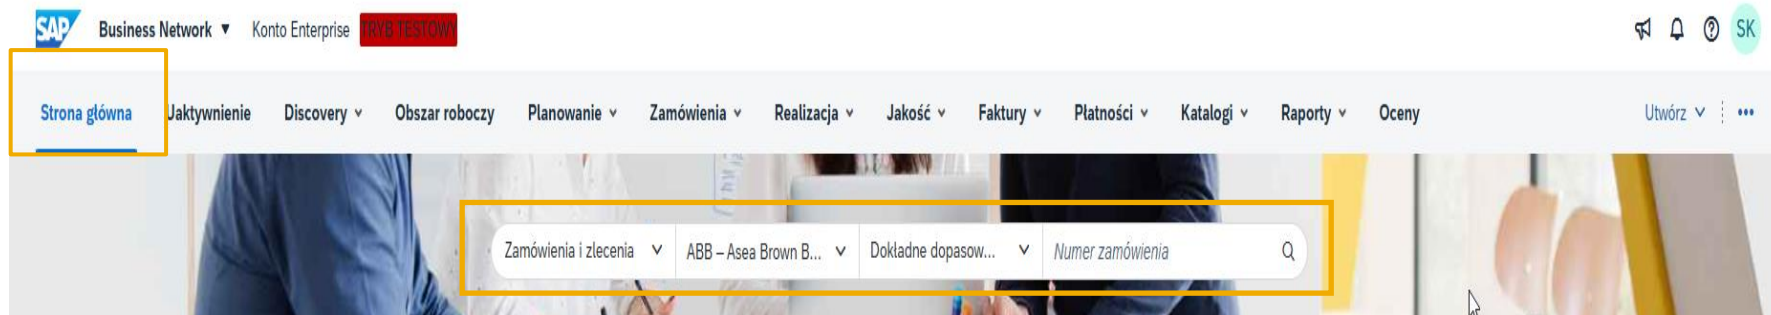 SAP Business Network Konto Enterprise TRYB TESTOWY SK
Strona główna Uaktywnienie Discovery Obszar roboczy Planowanie Zamówienia Realizacja Jakość Faktury Płatności Katalogi Raporty Oceny Utwórz
Zamówienia i zlecenia ABB – Asea Brown B... Dokładne dopasow... Numer zamówienia